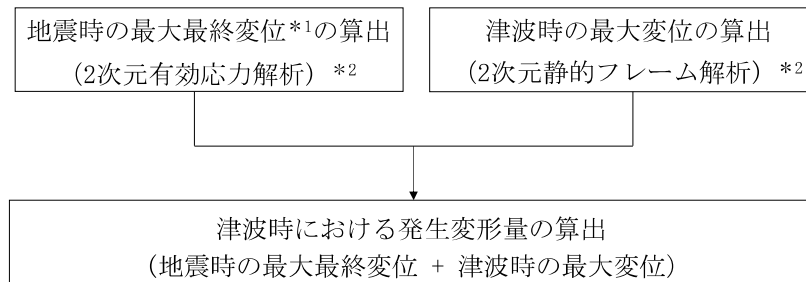 地震時の最大最終変位*1の算出
(2次元有効応力解析) *2
津波時の最大変位の算出
(2次元静的フレーム解析) *2
津波時における発生変形量の算出
(地震時の最大最終変位 + 津波時の最大変位)